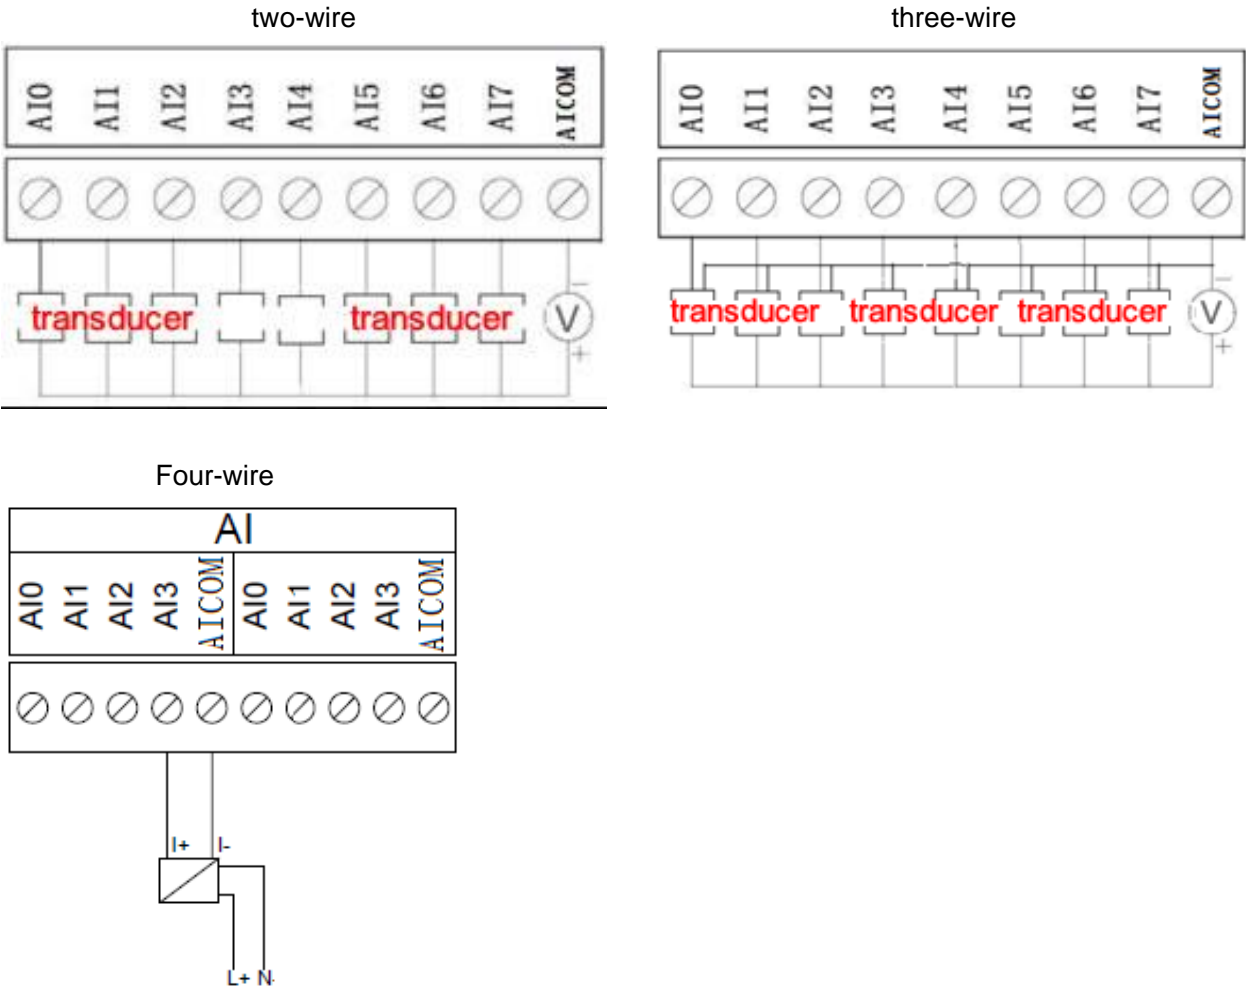 two-wire
three-wire
AI0 AI1 AI2 AI3 AI4 AI5 AI6 AI7 AICOM
AI0 AI1 AI2 AI3 AI4 AI5 AI6 AI7 AICOM
transducer transducer V
−
+
transducer transducer transducer V
−
+
Four-wire
AI
AI0 AI1 AI2 AI3 AICOM AI0 AI1 AI2 AI3 AICOM
I+ I-
L+ N